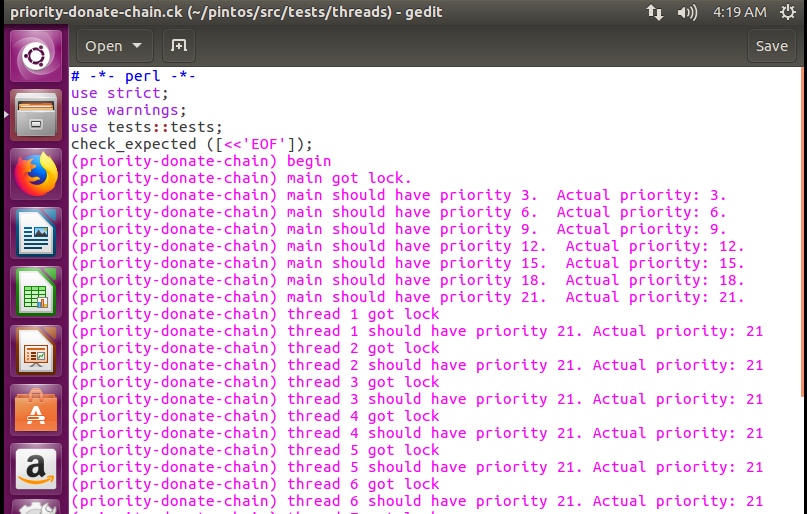 priority-donate-chain.ck (~/pintos/src/tests/threads) - gedit
4:19 AM
Open
Save
# -*- perl -*-
use strict;
use warnings;
use tests::tests;
check_expected ([<<'EOF']);
(priority-donate-chain) begin
(priority-donate-chain) main got lock.
(priority-donate-chain) main should have priority 3.  Actual priority: 3.
(priority-donate-chain) main should have priority 6.  Actual priority: 6.
(priority-donate-chain) main should have priority 9.  Actual priority: 9.
(priority-donate-chain) main should have priority 12.  Actual priority: 12.
(priority-donate-chain) main should have priority 15.  Actual priority: 15.
(priority-donate-chain) main should have priority 18.  Actual priority: 18.
(priority-donate-chain) main should have priority 21.  Actual priority: 21.
(priority-donate-chain) thread 1 got lock
(priority-donate-chain) thread 1 should have priority 21. Actual priority: 21
(priority-donate-chain) thread 2 got lock
(priority-donate-chain) thread 2 should have priority 21. Actual priority: 21
(priority-donate-chain) thread 3 got lock
(priority-donate-chain) thread 3 should have priority 21. Actual priority: 21
(priority-donate-chain) thread 4 got lock
(priority-donate-chain) thread 4 should have priority 21. Actual priority: 21
(priority-donate-chain) thread 5 got lock
(priority-donate-chain) thread 5 should have priority 21. Actual priority: 21
(priority-donate-chain) thread 6 got lock
(priority-donate-chain) thread 6 should have priority 21. Actual priority: 21